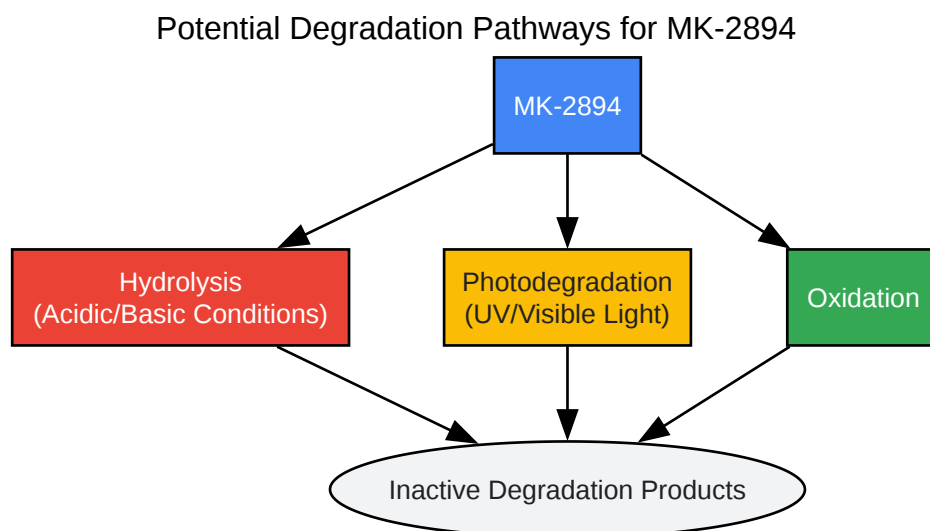 Potential Degradation Pathways for MK-2894
MK-2894
Hydrolysis
(Acidic/Basic Conditions)
Photodegradation
(UV/Visible Light)
Oxidation
Inactive Degradation Products